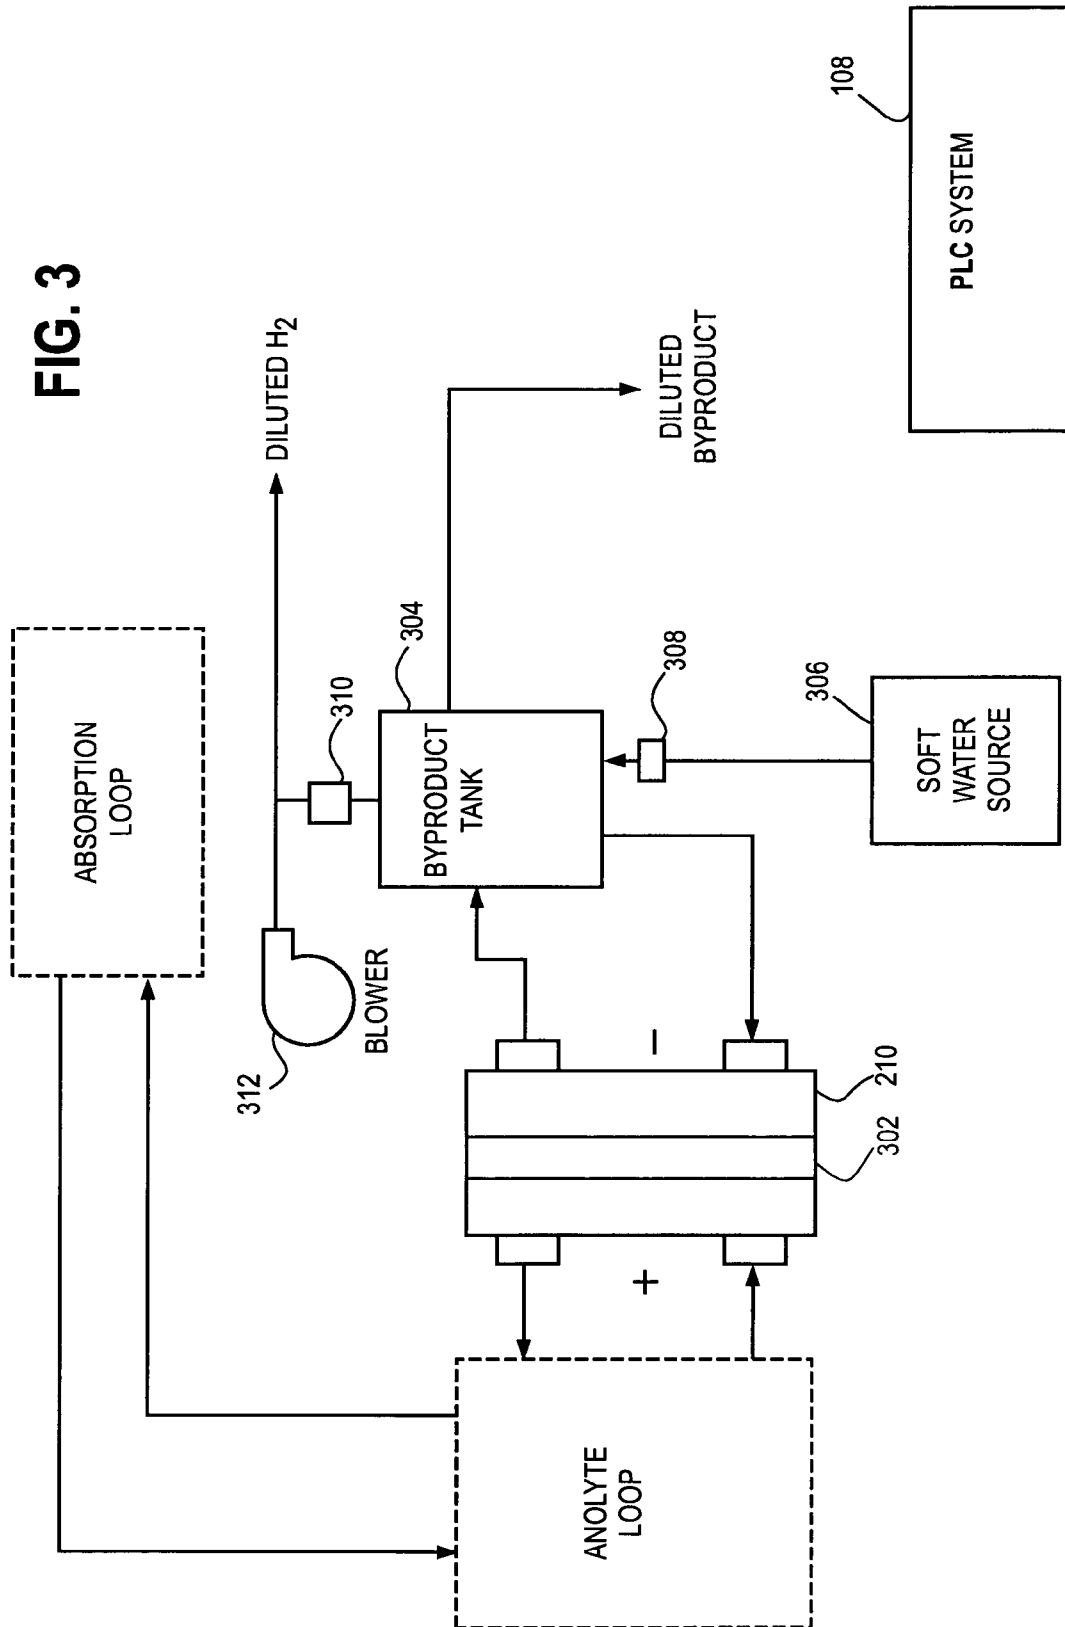 FIG. 3
ABSORPTION
LOOP
DILUTED H2
312
BLOWER
310
304
BYPRODUCT
TANK
DILUTED
BYPRODUCT
308
306
SOFT
WATER
SOURCE
ANOLYTE
LOOP
+
−
210
302
108
PLC SYSTEM